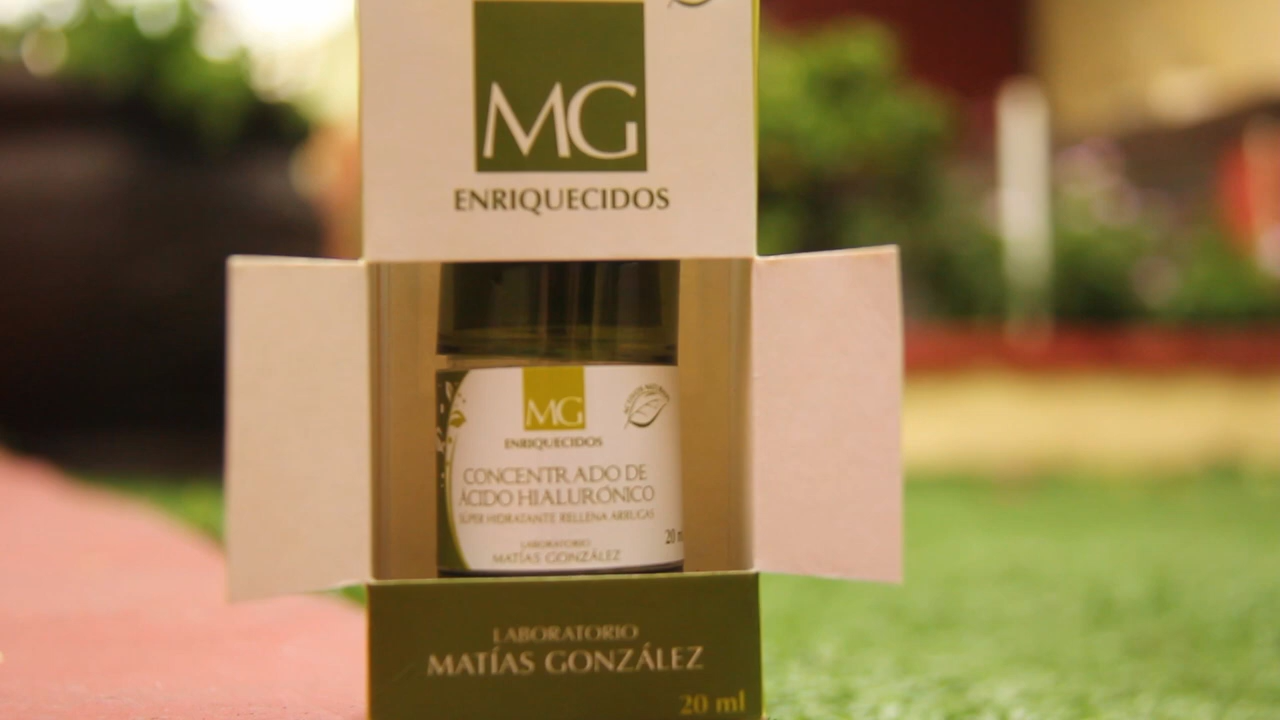 MG
ENRIQUECIDOS
MG
ENRIQUECIDOS
CONCENTRADO DE
ÁCIDO HIALURÓNICO
SÚPER HIDRATANTE RELLENA ARRUGAS
20 m
LABORATORIO
MATÍAS GONZÁLEZ
LABORATORIO
MATÍAS GONZÁLEZ
20 ml